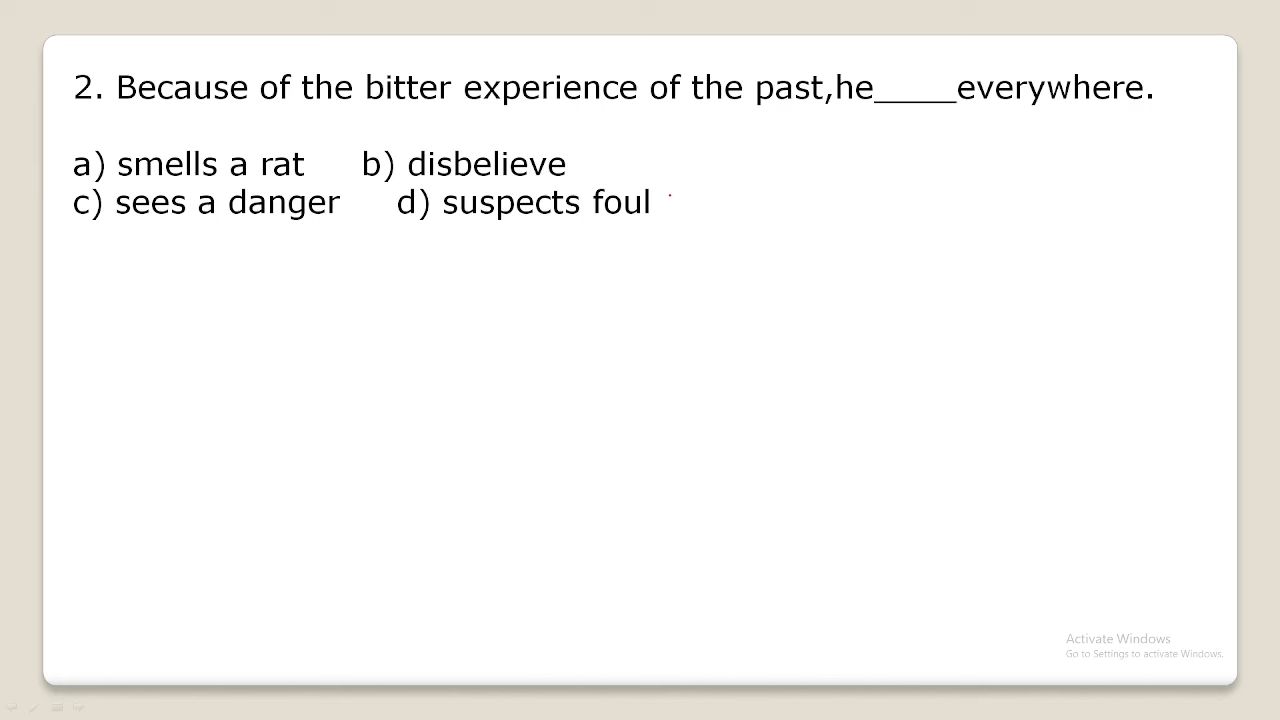 2. Because of the bitter experience of the past,he_____everywhere.
a) smells a rat b) disbelieve
c) sees a danger d) suspects foul
Activate Windows
Go to Settings to activate Windows.